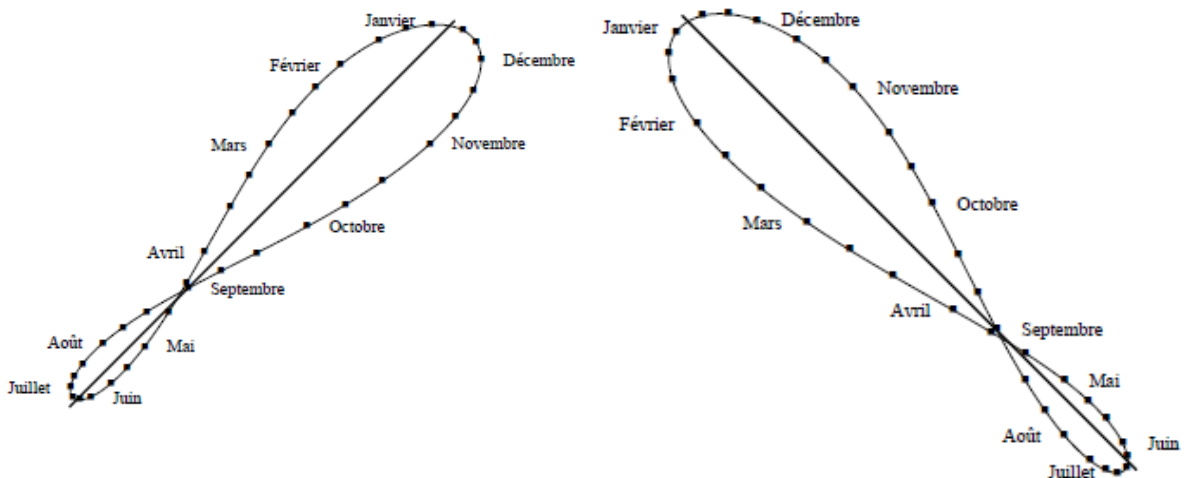 Janvier
Février
Décembre
Mars
Novembre
Octobre
Avril
Septembre
Août
Mai
Juillet
Juin
Janvier
Décembre
Novembre
Février
Octobre
Mars
Avril
Septembre
Mai
Août
Juin
Juillet